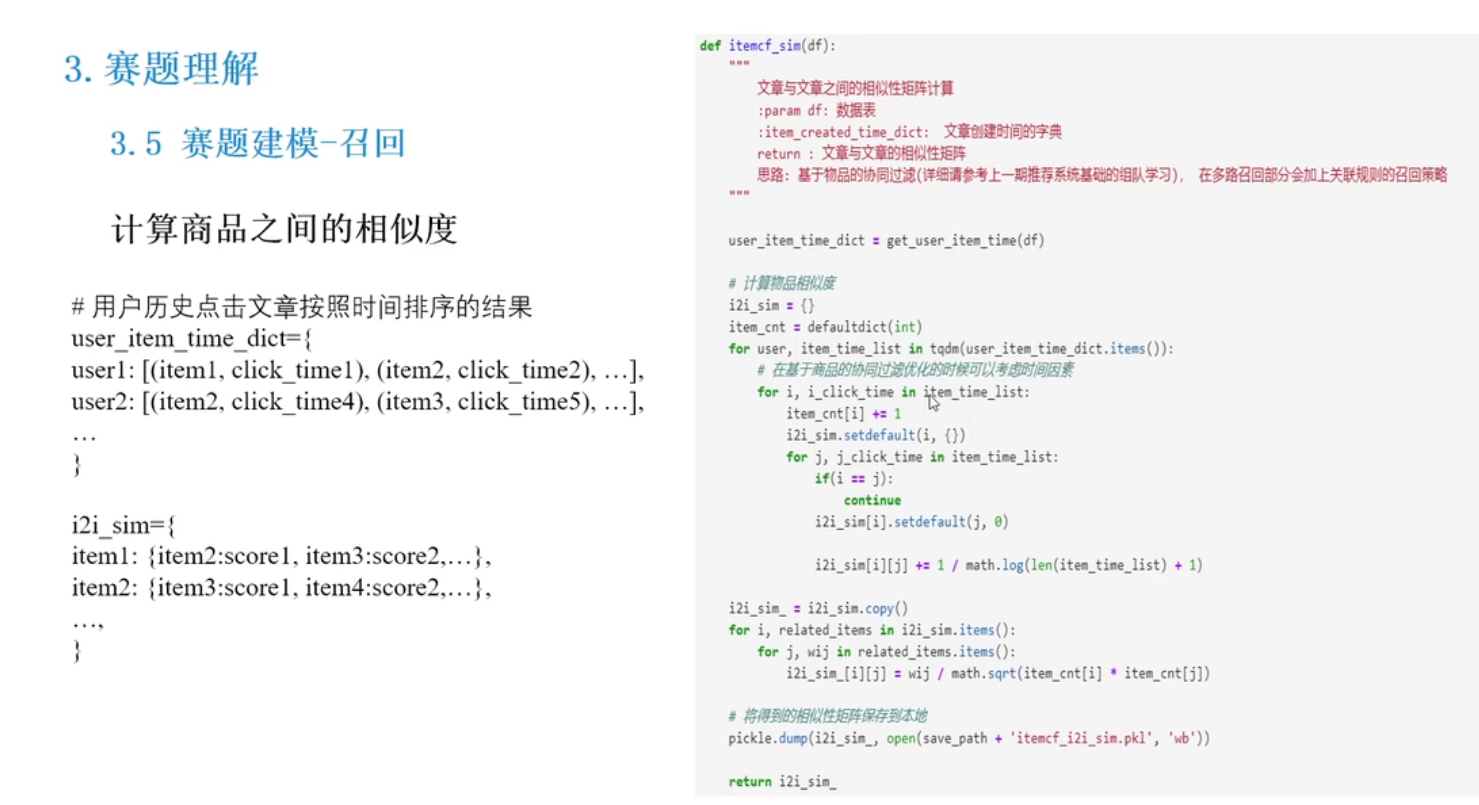 3. 赛题理解
3.5 赛题建模-召回
计算商品之间的相似度
# 用户历史点击文章按照时间排序的结果
user_item_time_dict={
user1: [(item1, click_time1), (item2, click_time2), …],
user2: [(item2, click_time4), (item3, click_time5), …],
…
}
i2i_sim={
item1: {item2:score1, item3:score2,…},
item2: {item3:score1, item4:score2,…},
…,
}
def itemcf_sim(df):
    """
        文章与文章之间的相似性矩阵计算
        :param df: 数据表
        :item_created_time_dict:  文章创建时间的字典
        return : 文章与文章的相似性矩阵
        思路: 基于物品的协同过滤(详细请参考上一期推荐系统基础的组队学习)， 在多路召回部分会加上关联规则的召回策略
    """
    user_item_time_dict = get_user_item_time(df)
    # 计算物品相似度
    i2i_sim = {}
    item_cnt = defaultdict(int)
    for user, item_time_list in tqdm(user_item_time_dict.items()):
        # 在基于商品的协同过滤优化的时候可以考虑时间因素
        for i, i_click_time in item_time_list:
            item_cnt[i] += 1
            i2i_sim.setdefault(i, {})
            for j, j_click_time in item_time_list:
                if(i == j):
                    continue
                i2i_sim[i].setdefault(j, 0)
                i2i_sim[i][j] += 1 / math.log(len(item_time_list) + 1)
    i2i_sim_ = i2i_sim.copy()
    for i, related_items in i2i_sim.items():
        for j, wij in related_items.items():
            i2i_sim_[i][j] = wij / math.sqrt(item_cnt[i] * item_cnt[j])
    # 将得到的相似性矩阵保存到本地
    pickle.dump(i2i_sim_, open(save_path + 'itemcf_i2i_sim.pkl', 'wb'))
    return i2i_sim_